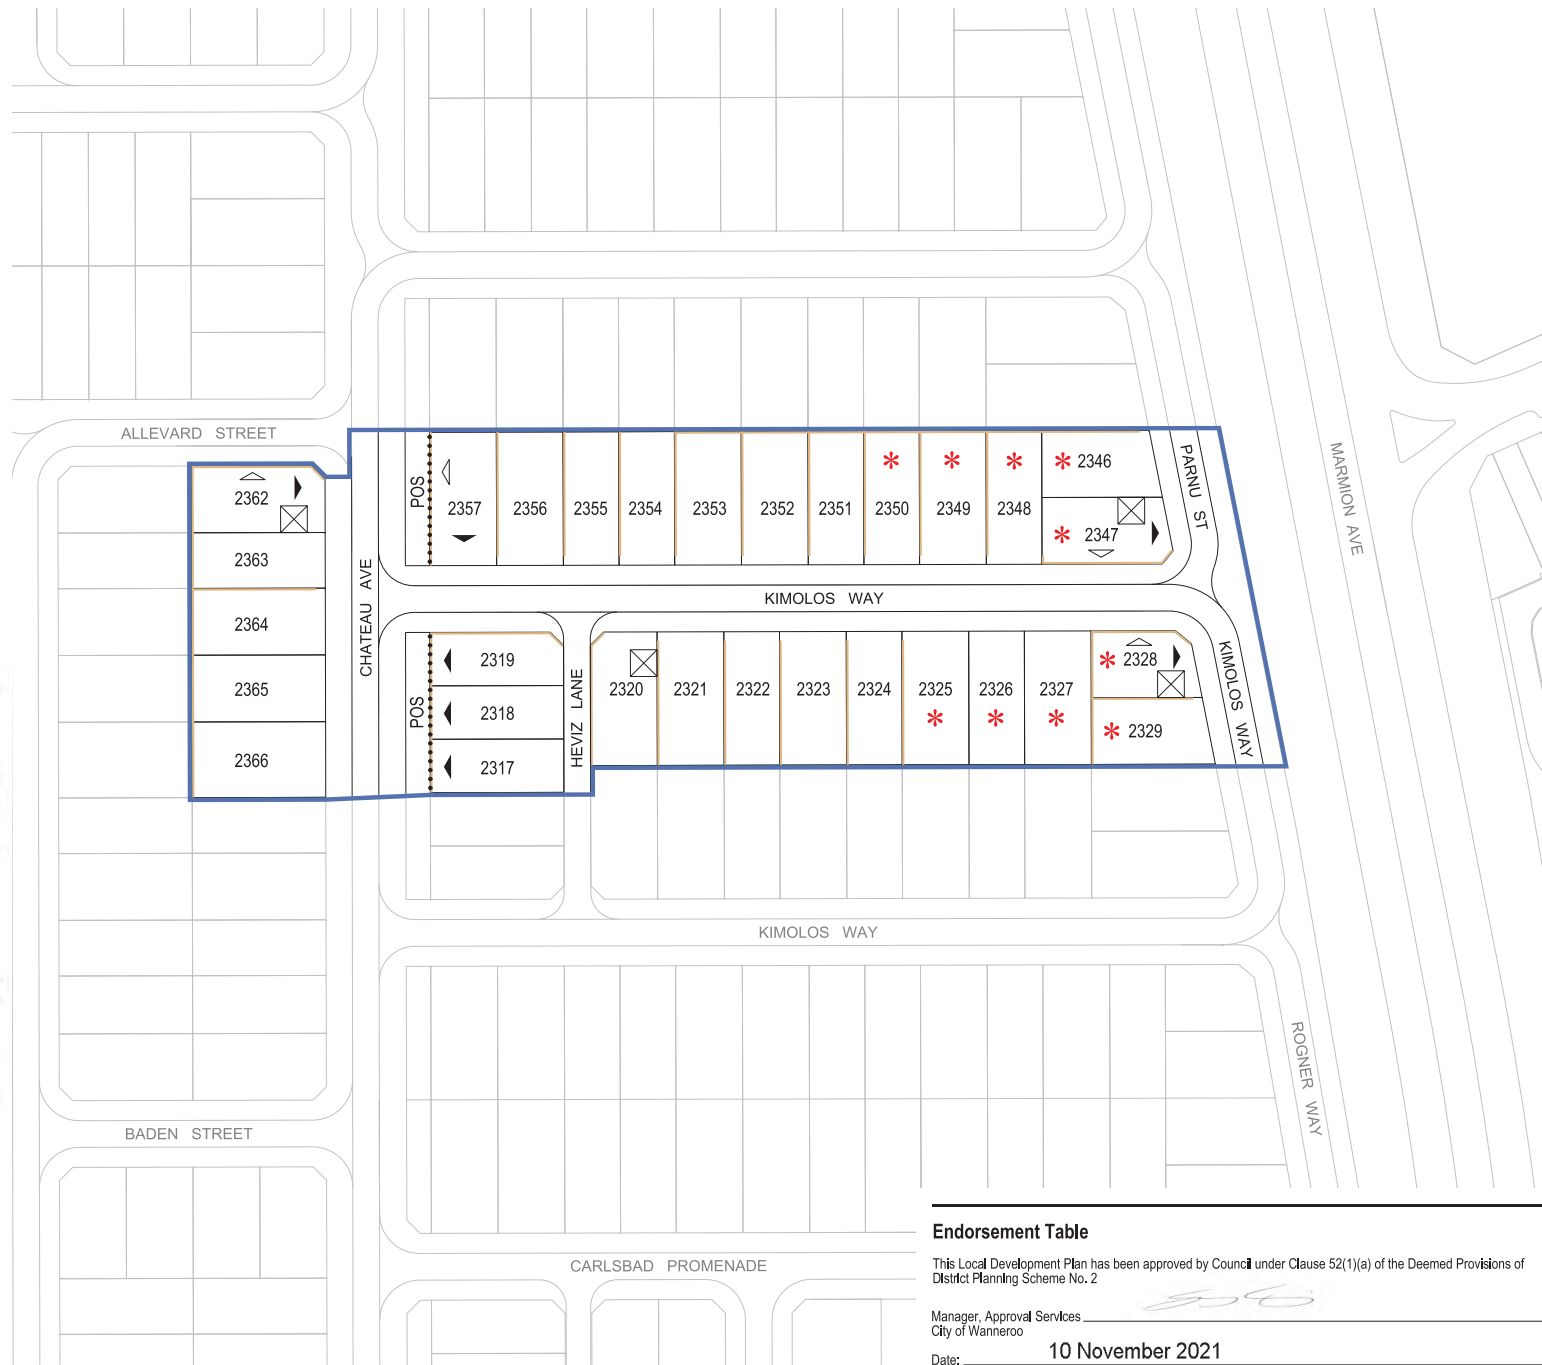 ALLEVARD STREET
POS
2357
2356
2355
2354
2353
2352
2351
2350
2349
2348
2346
2347
PARNU ST
MARMION AVE
2362
2363
2364
2365
2366
CHATEAU AVE
KIMOLOS WAY
POS
2319
2318
2317
HEVIZ LANE
2320
2321
2322
2323
2324
2325
2326
2327
2328
2329
KIMOLOS WAY
KIMOLOS WAY
ROGNER WAY
BADEN STREET
CARLSBAD PROMENADE
Endorsement Table
This Local Development Plan has been approved by Council under Clause 52(1)(a) of the Deemed Provisions of
District Planning Scheme No. 2
Manager, Approval Services
City of Wanneroo
Date: 10 November 2021